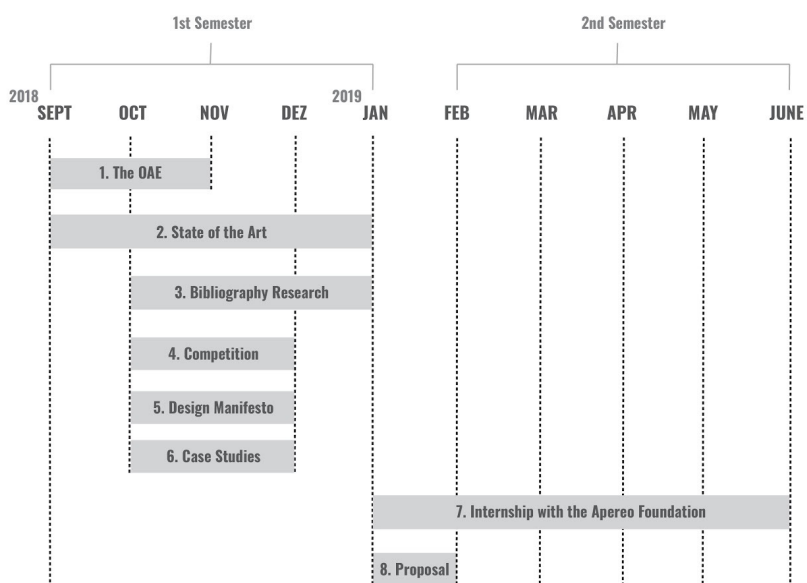 1st Semester 2nd Semester
2018 2019
SEPT OCT NOV DEZ JAN FEB MAR APR MAY JUNE
1. The OAE
2. State of the Art
3. Bibliography Research
4. Competition
5. Design Manifesto
6. Case Studies
7. Internship with the Apereo Foundation
8. Proposal